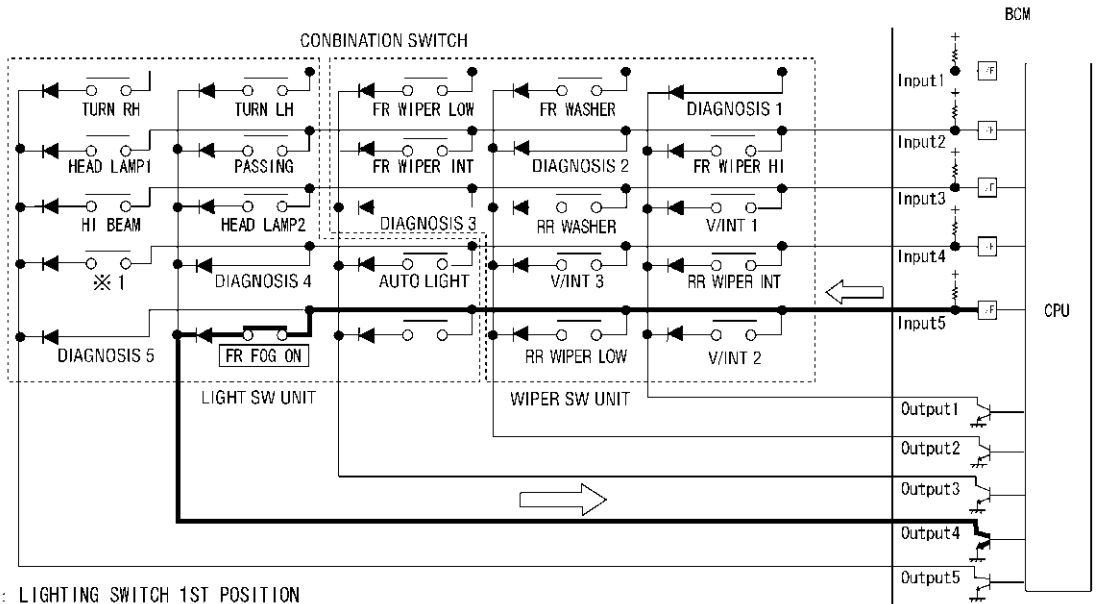 BCM
CONBINATION SWITCH
Input1
TURN RH TURN LH FR WIPER LOW FR WASHER DIAGNOSIS 1
Input2
HEAD LAMP1 PASSING FR WIPER INT DIAGNOSIS 2 FR WIPER HI
Input3
HI BEAM HEAD LAMP2 DIAGNOSIS 3 RR WASHER V/INT 1
Input4
※ 1 DIAGNOSIS 4 AUTO LIGHT V/INT 3 RR WIPER INT
Input5 CPU
DIAGNOSIS 5 FR FOG ON RR WIPER LOW V/INT 2
LIGHT SW UNIT WIPER SW UNIT
Output1
Output2
Output3
Output4
Output5
: LIGHTING SWITCH 1ST POSITION